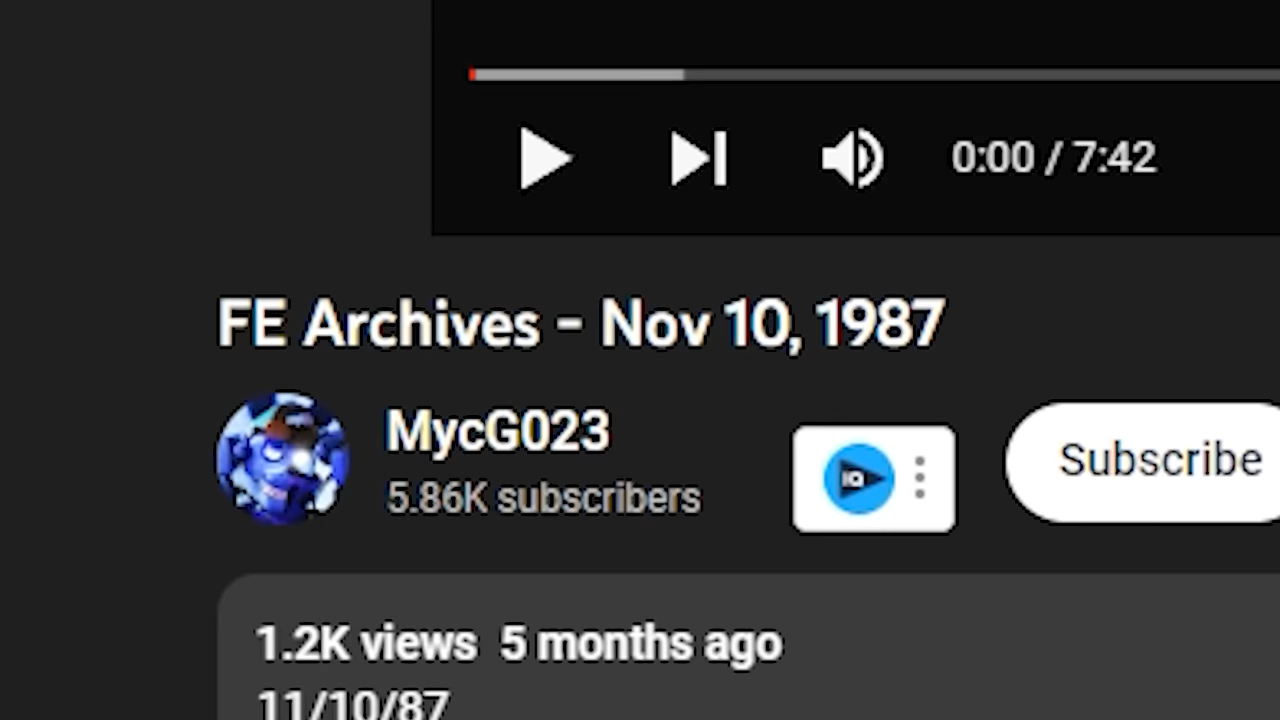 0:00 / 7:42
FE Archives - Nov 10, 1987
MycG023
5.86K subscribers
IQ
Subscribe
1.2K views 5 months ago
11/10/87